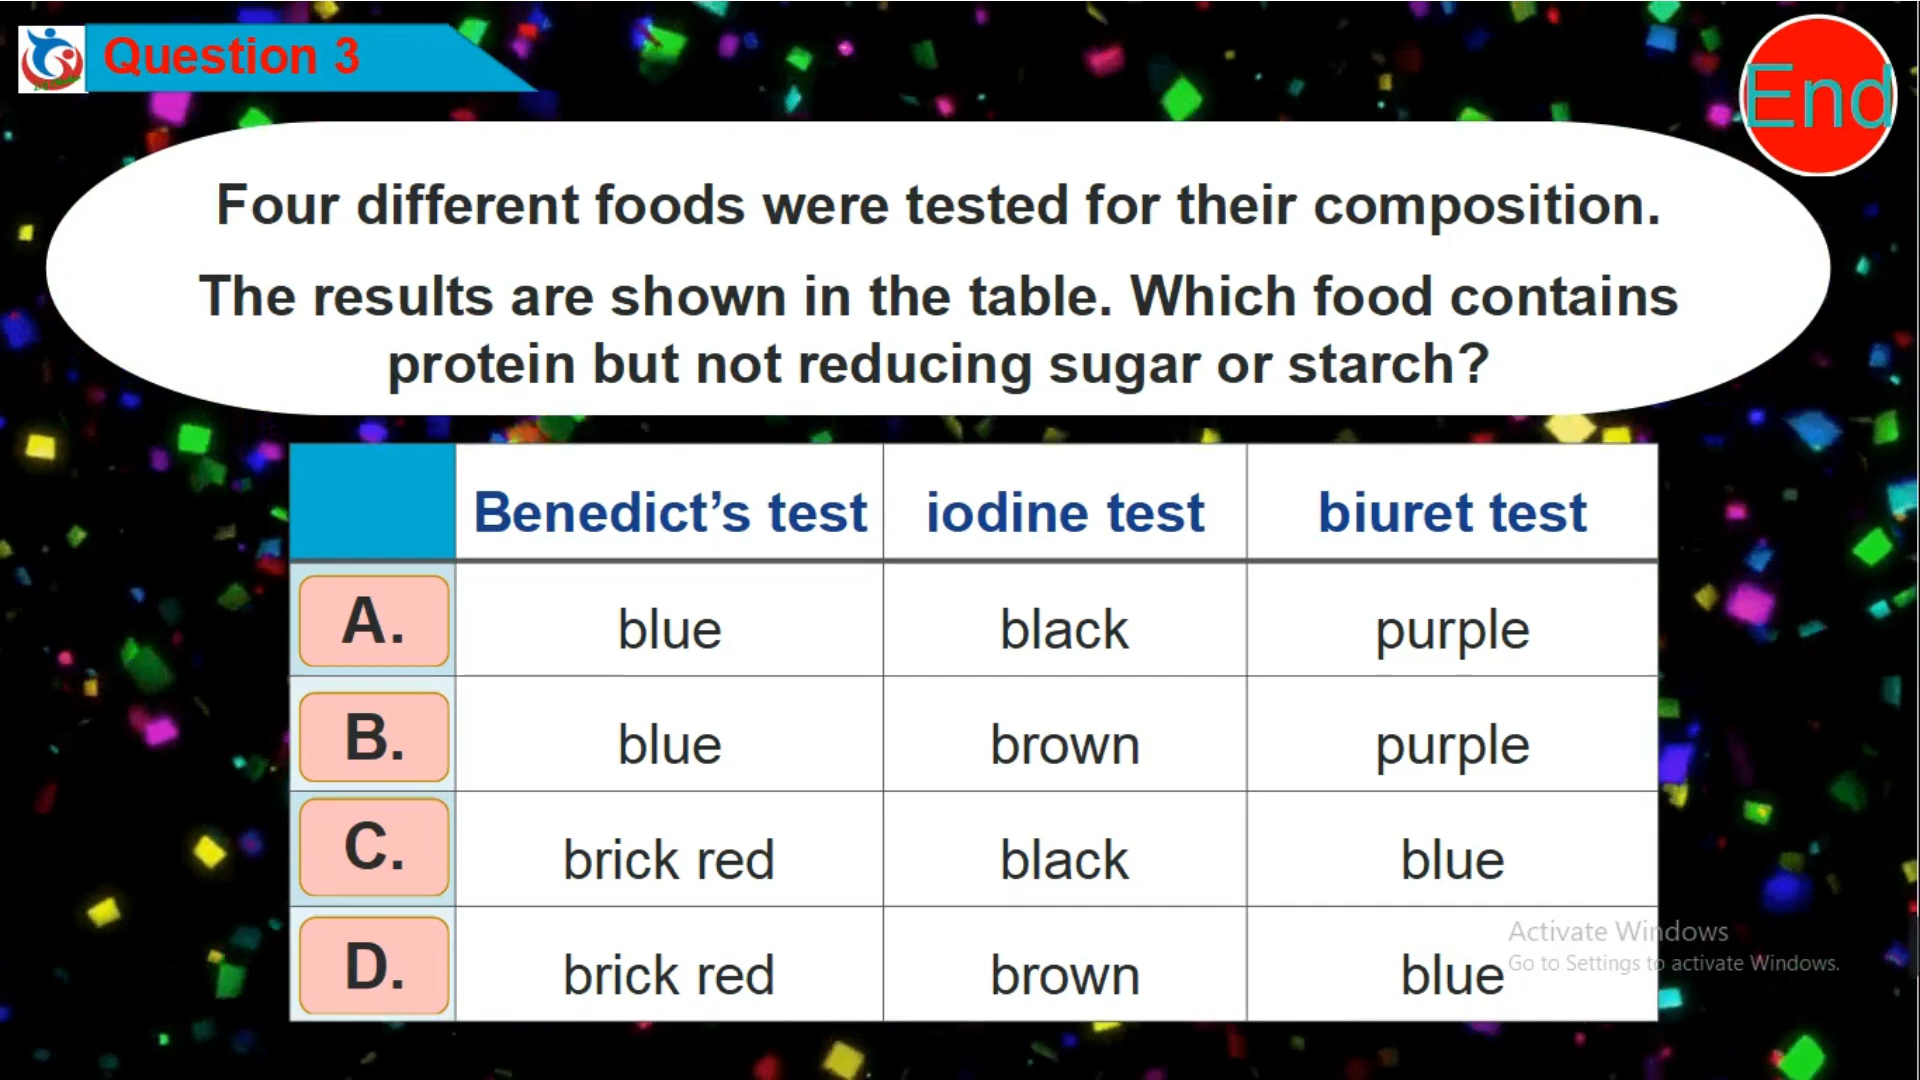 Question 3
End
Four different foods were tested for their composition.
The results are shown in the table. Which food contains
protein but not reducing sugar or starch?
Benedict’s test iodine test biuret test
A. blue black purple
B. blue brown purple
C. brick red black blue
D. brick red brown blue
Activate Windows
Go to Settings to activate Windows.